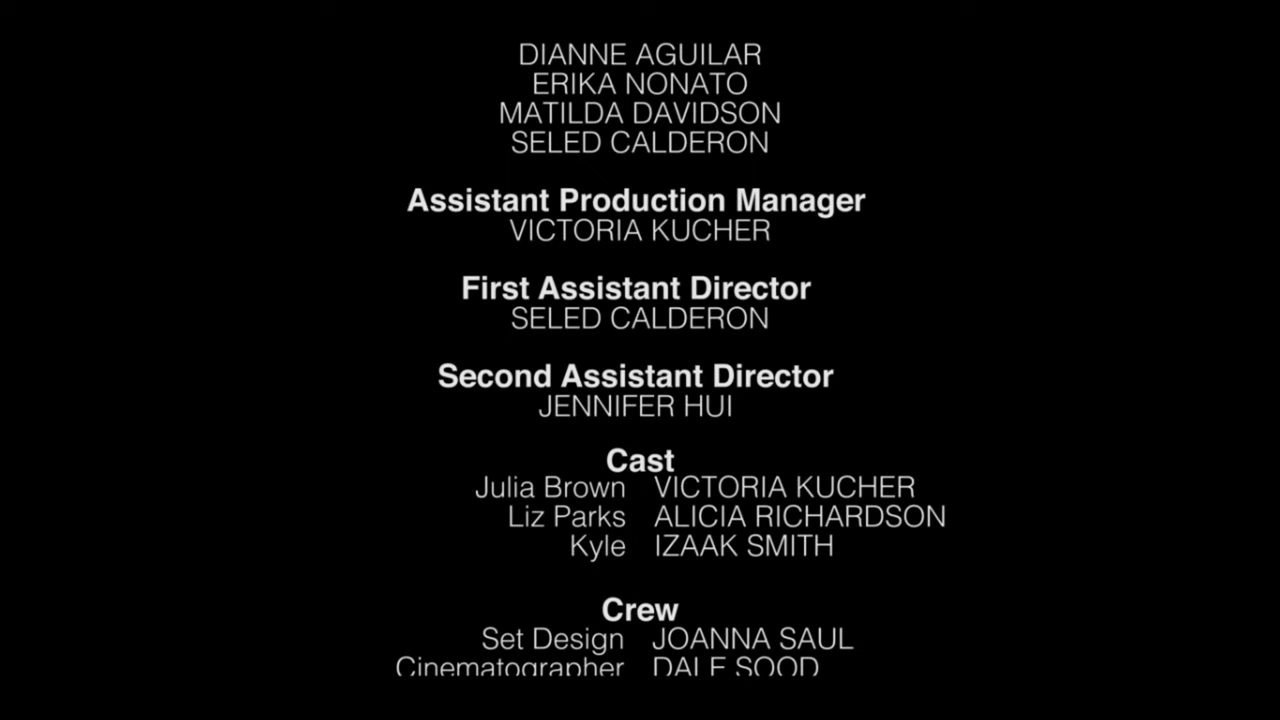 DIANNE AGUILAR
ERIKA NONATO
MATILDA DAVIDSON
SELED CALDERON
Assistant Production Manager
VICTORIA KUCHER
First Assistant Director
SELED CALDERON
Second Assistant Director
JENNIFER HUI
Cast
Julia Brown VICTORIA KUCHER
Liz Parks ALICIA RICHARDSON
Kyle IZAAK SMITH
Crew
Set Design JOANNA SAUL
Cinematographer DALE SOOD